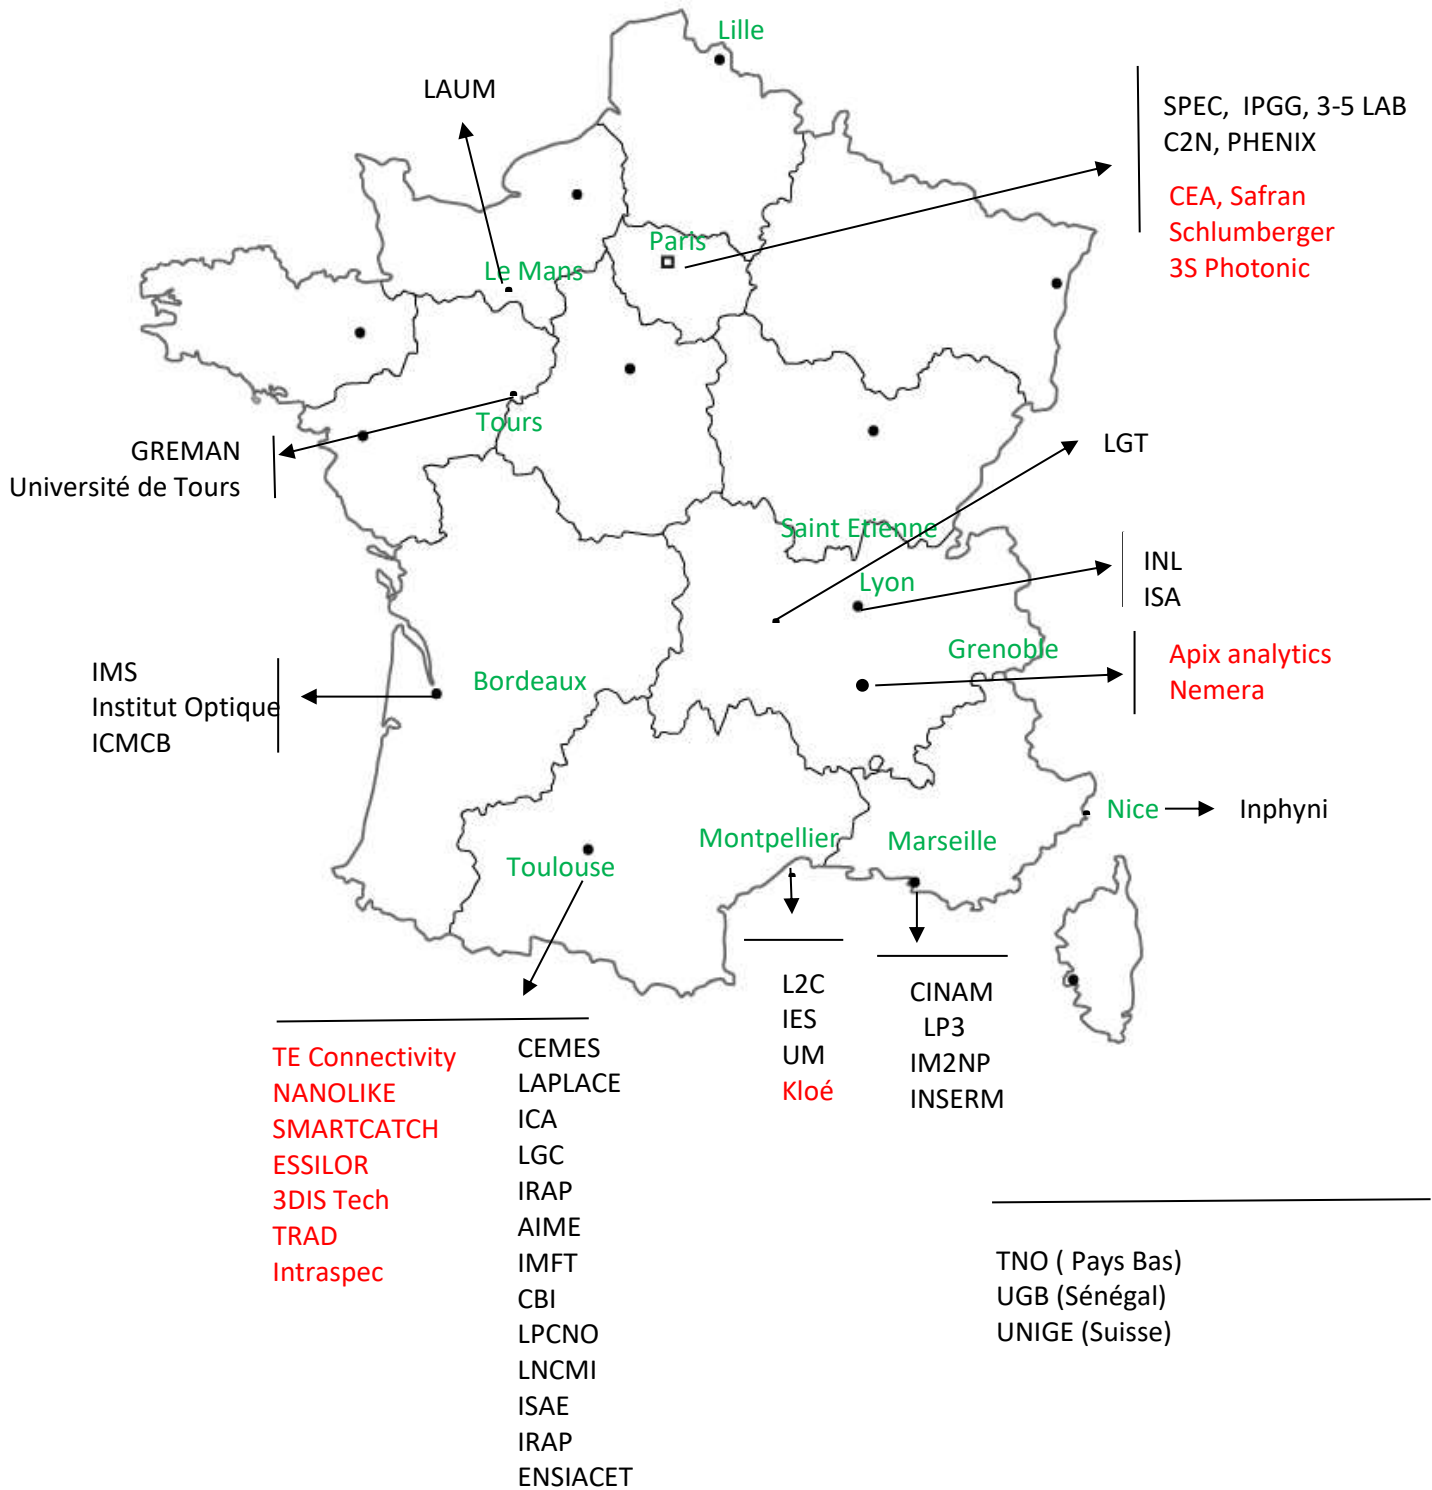 Lille
LAUM
SPEC, IPGG, 3-5 LAB
C2N, PHENIX
CEA, Safran
Schlumberger
3S Photonic
Paris
Le Mans
Tours
GREMAN
Université de Tours
LGT
Saint Etienne
Lyon
INL
ISA
Grenoble
Apix analytics
Nemera
IMS
Institut Optique
ICMCB
Bordeaux
Nice
Inphyni
Montpellier
Marseille
Toulouse
L2C
IES
UM
Kloé
CINAM
LP3
IM2NP
INSERM
TE Connectivity
NANOLIKE
SMARTCATCH
ESSILOR
3DIS Tech
TRAD
Intraspec
CEMES
LAPLACE
ICA
LGC
IRAP
AIME
IMFT
CBI
LPCNO
LNCMI
ISAE
IRAP
ENSIACET
TNO ( Pays Bas)
UGB (Sénégal)
UNIGE (Suisse)